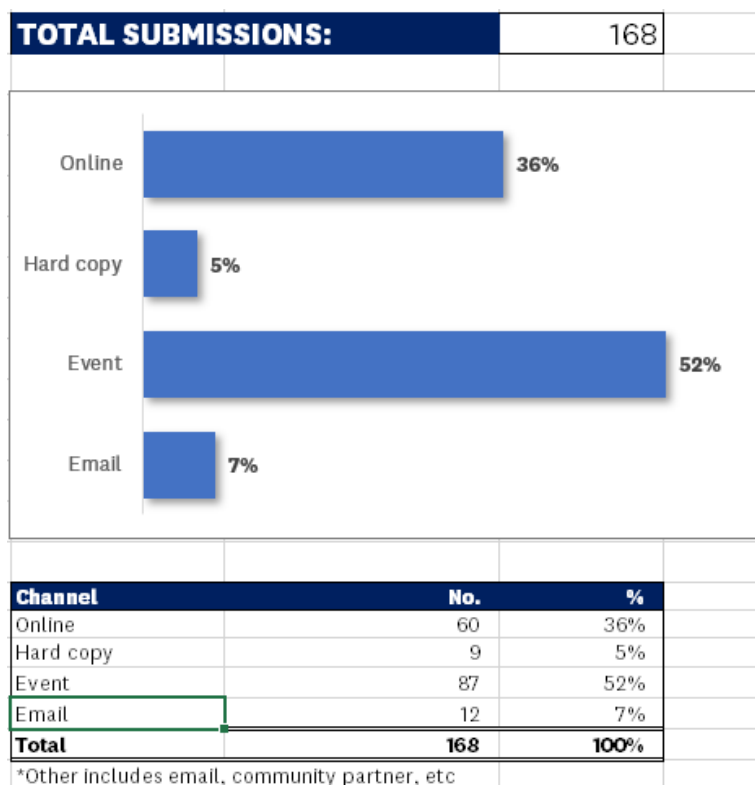 TOTAL SUBMISSIONS: 168
Online 36%
Hard copy 5%
Event 52%
Email 7%
Channel No. %
Online 60 36%
Hard copy 9 5%
Event 87 52%
Email 12 7%
Total 168 100%
*Other includes email, community partner, etc